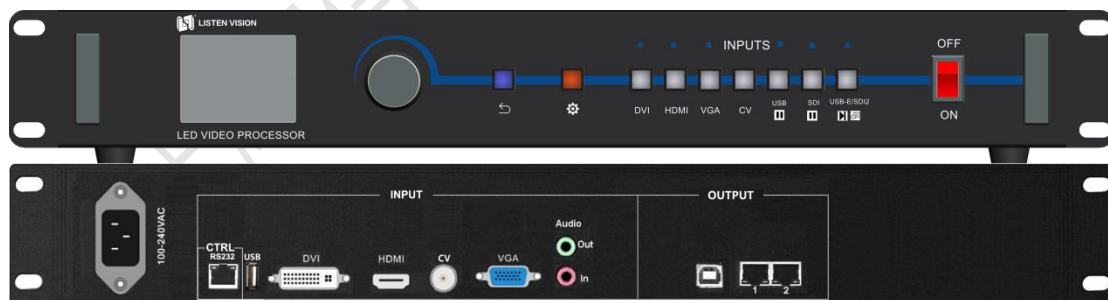 LISTEN VISION
LED VIDEO PROCESSOR
INPUTS
DVI
HDMI
VGA
CV
USB
SDI
USB-E/SDI2
OFF
ON
100-240VAC
INPUT
OUTPUT
CTRL
RS232
USB
DVI
HDMI
CV
VGA
Audio
Out
In
1
2